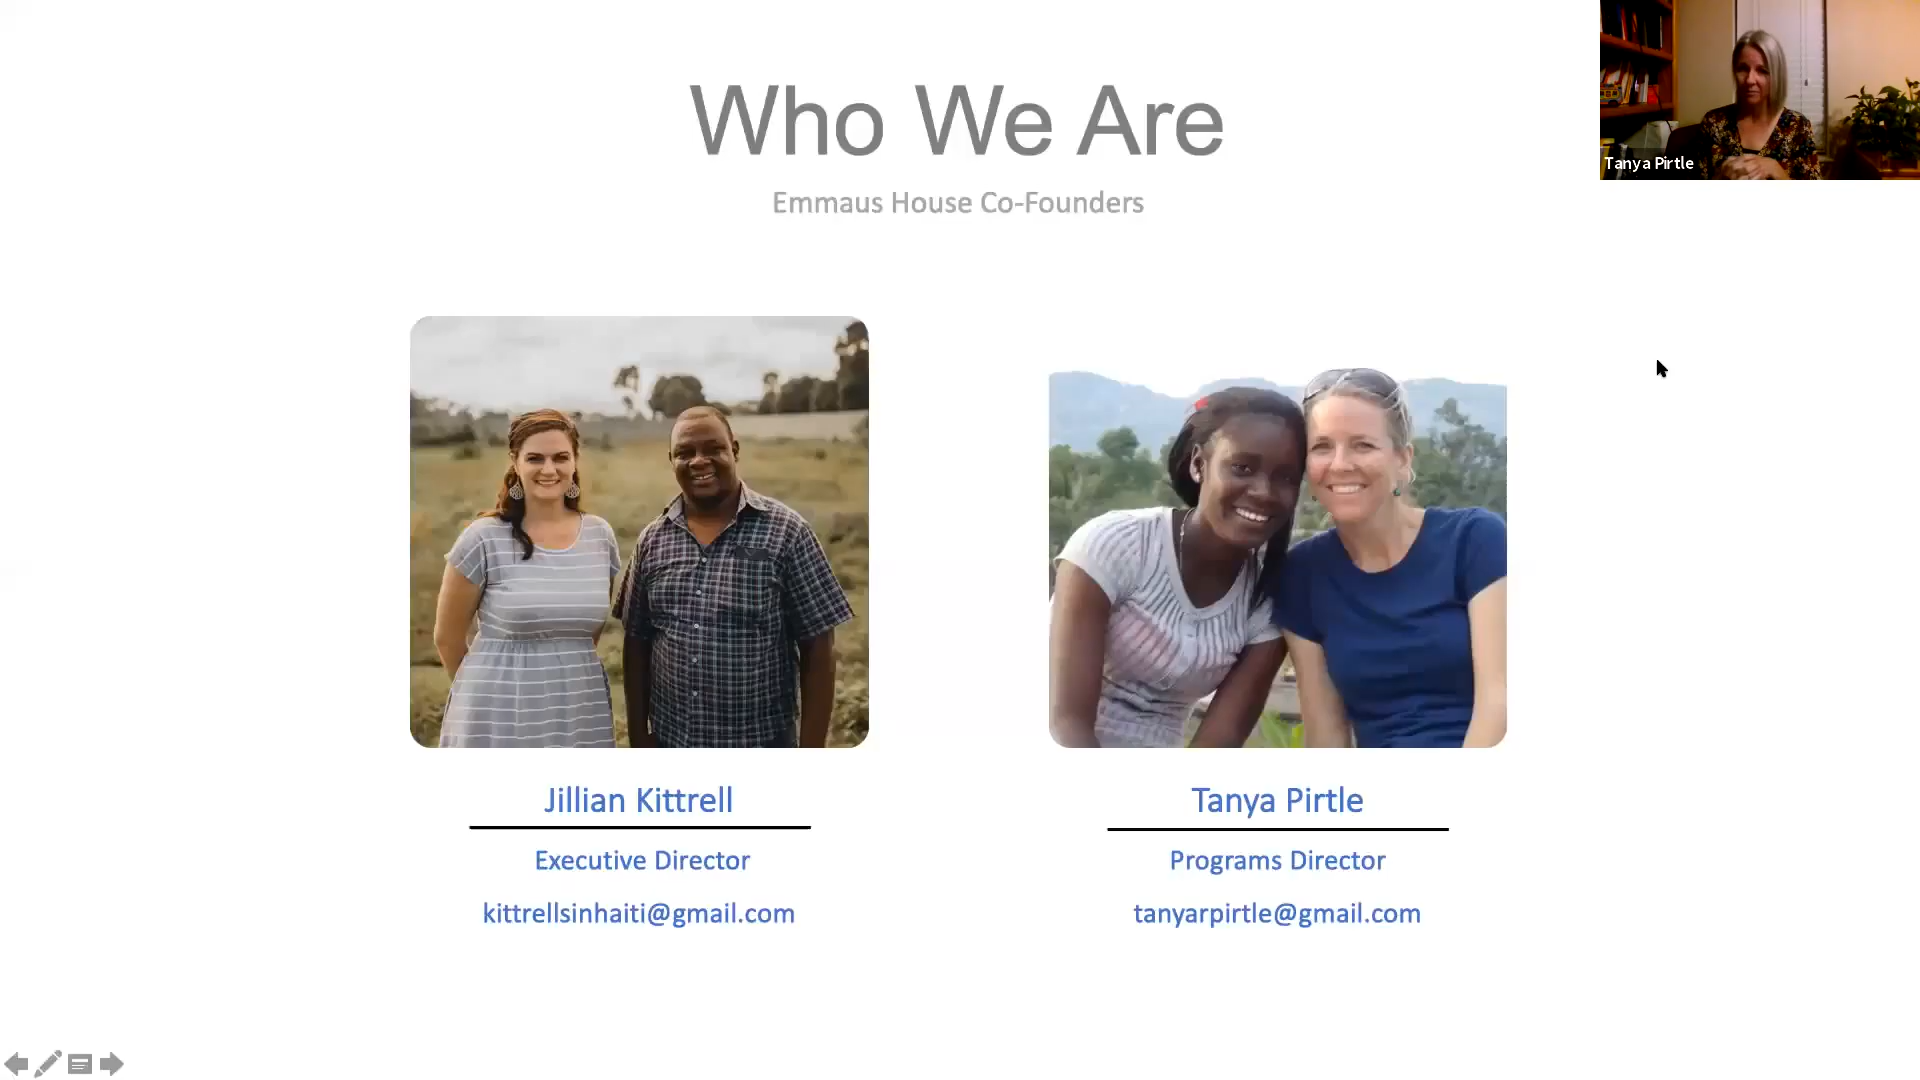 Who We Are
Emmaus House Co-Founders
Tanya Pirtle
Jillian Kittrell
Executive Director
kittrellsinhaiti@gmail.com
Tanya Pirtle
Programs Director
tanyarpirtle@gmail.com